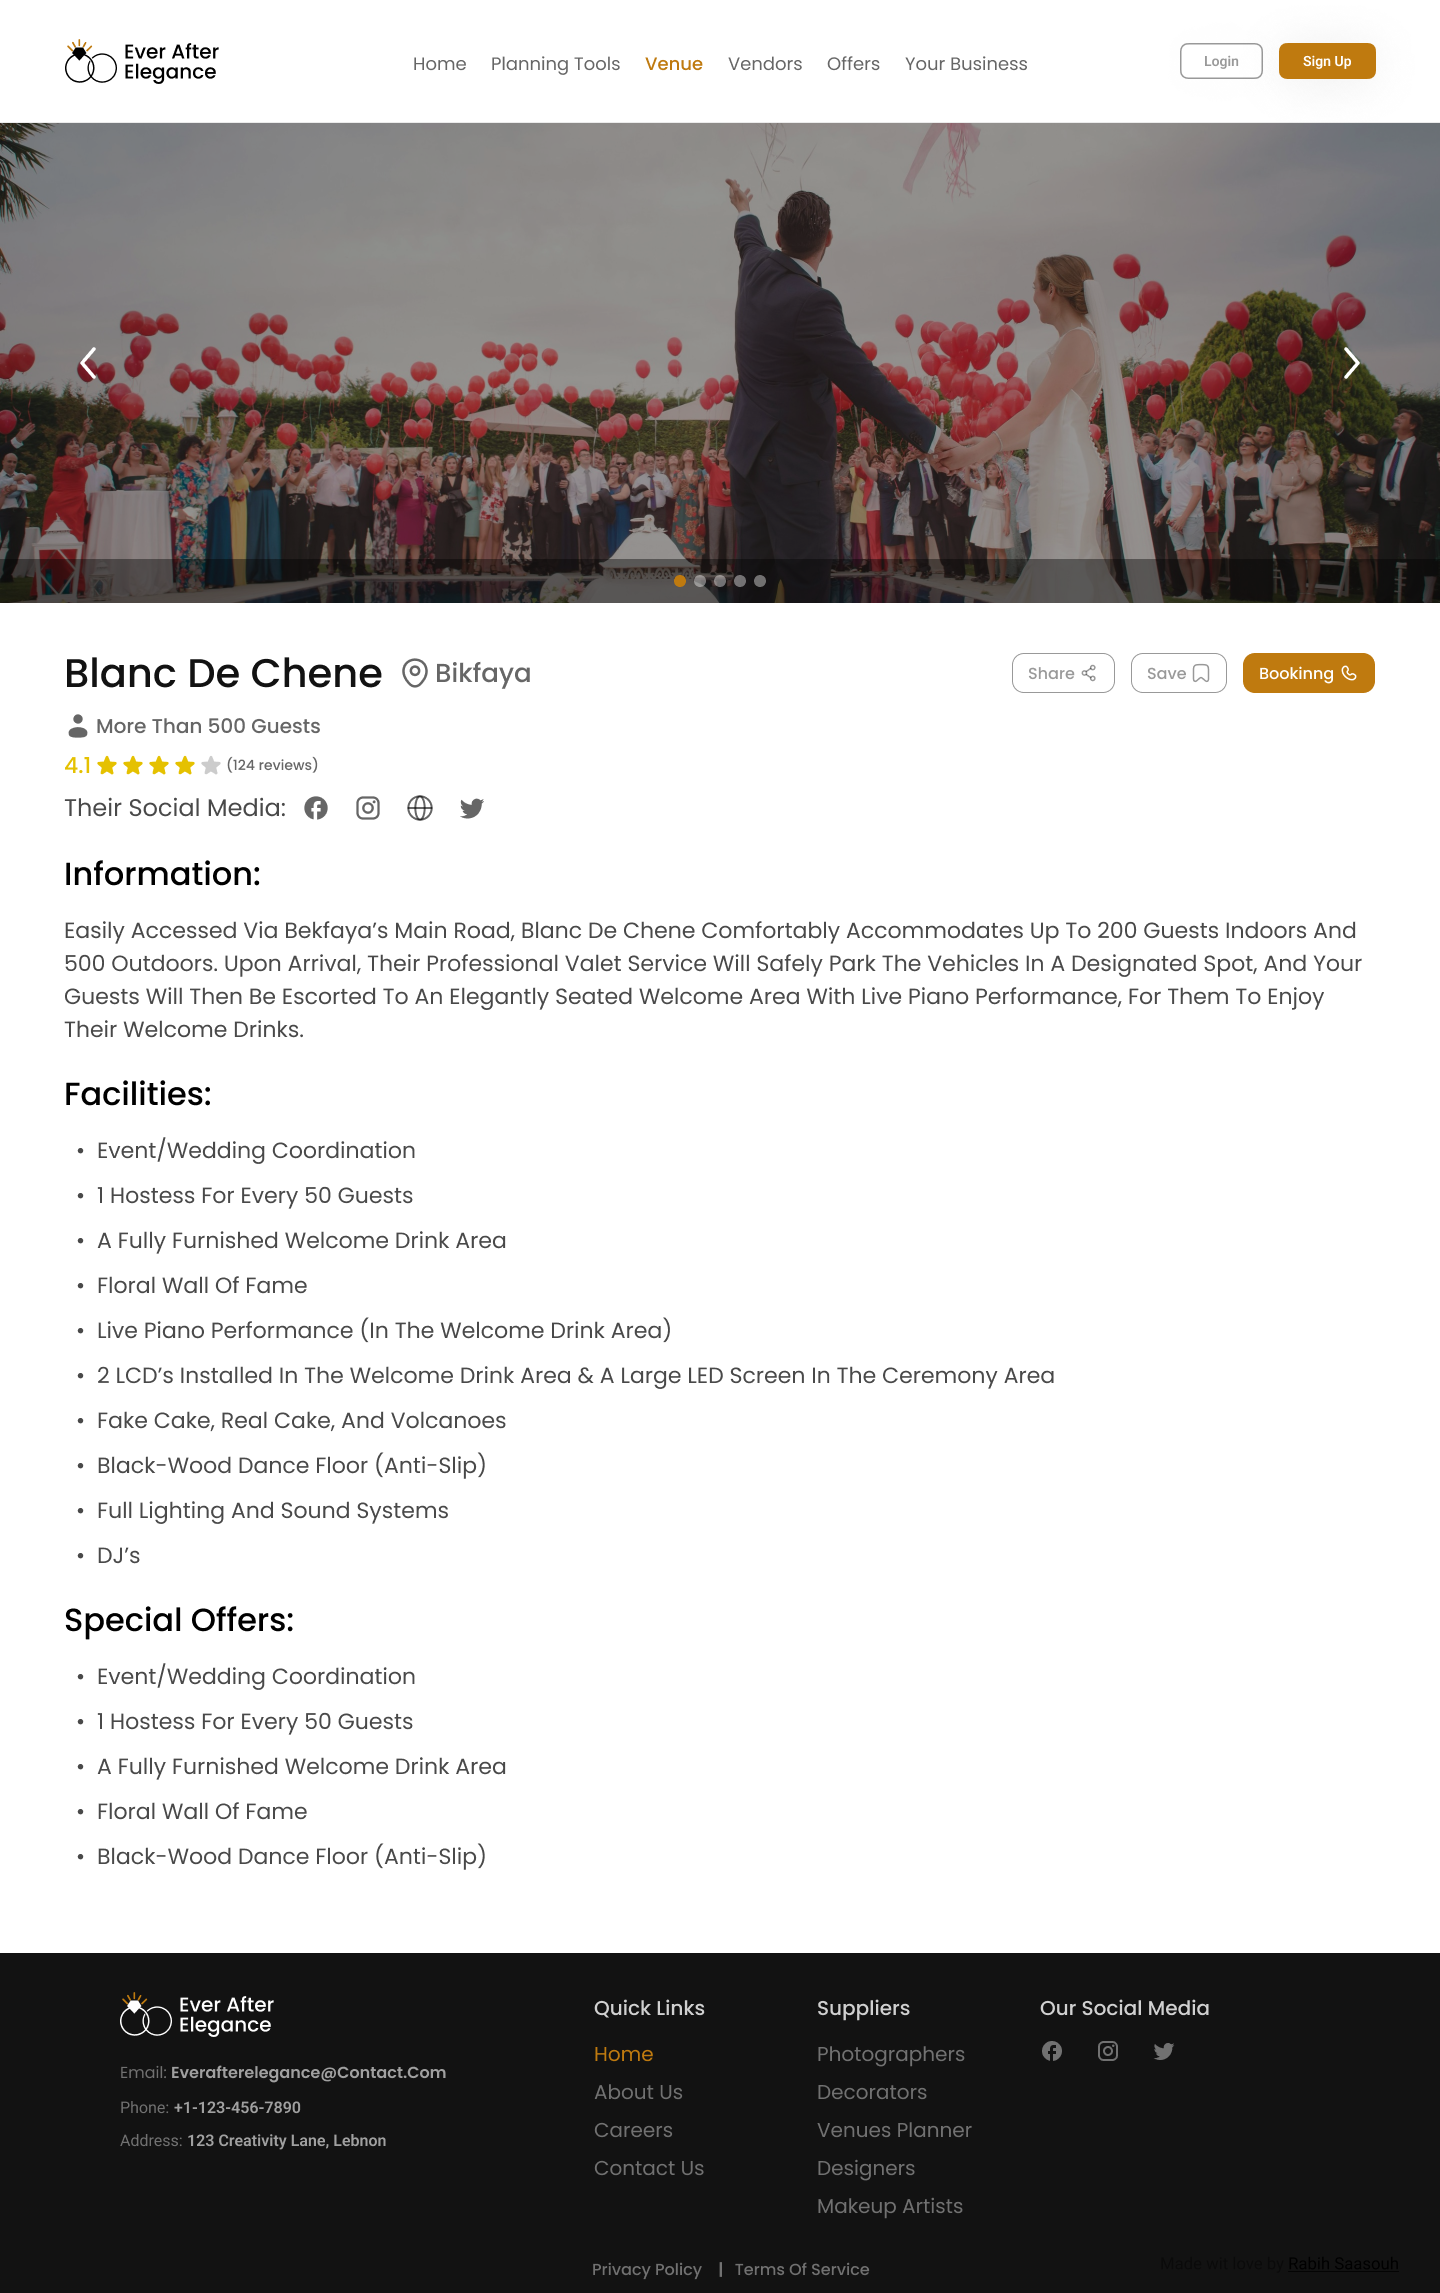 Ever After
Elegance
Home Planning Tools Venue Vendors Offers Your Business
Login Sign Up
Blanc De Chene Bikfaya
Share Save Bookinng
More Than 500 Guests
4.1 (124 reviews)
Their Social Media:
Information:
Easily Accessed Via Bekfaya’s Main Road, Blanc De Chene Comfortably Accommodates Up To 200 Guests Indoors And
500 Outdoors. Upon Arrival, Their Professional Valet Service Will Safely Park The Vehicles In A Designated Spot, And Your
Guests Will Then Be Escorted To An Elegantly Seated Welcome Area With Live Piano Performance, For Them To Enjoy
Their Welcome Drinks.
Facilities:
• Event/Wedding Coordination
• 1 Hostess For Every 50 Guests
• A Fully Furnished Welcome Drink Area
• Floral Wall Of Fame
• Live Piano Performance (In The Welcome Drink Area)
• 2 LCD’s Installed In The Welcome Drink Area & A Large LED Screen In The Ceremony Area
• Fake Cake, Real Cake, And Volcanoes
• Black-Wood Dance Floor (Anti-Slip)
• Full Lighting And Sound Systems
• DJ’s
Special Offers:
• Event/Wedding Coordination
• 1 Hostess For Every 50 Guests
• A Fully Furnished Welcome Drink Area
• Floral Wall Of Fame
• Black-Wood Dance Floor (Anti-Slip)
Ever After
Elegance
Email: Everafterelegance@Contact.Com
Phone: +1-123-456-7890
Address: 123 Creativity Lane, Lebnon
Quick Links
Home
About Us
Careers
Contact Us
Suppliers
Photographers
Decorators
Venues Planner
Designers
Makeup Artists
Our Social Media
Privacy Policy | Terms Of Service
Made wit love by Rabih Saasouh